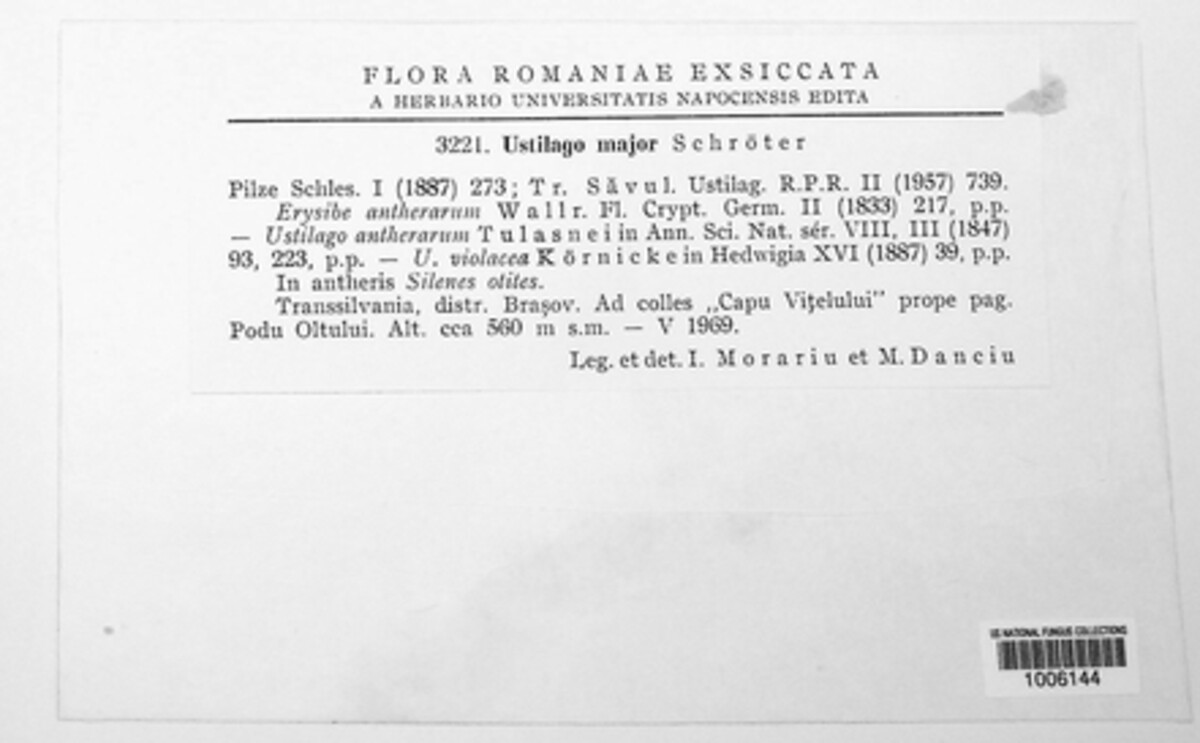 FLORA ROMANIAE EXSICCATA
A HERBARIO UNIVERSITATIS NAPOCENSIS EDITA
3221. Ustilago major Schröter
Pilze Schles. I (1887) 273; Tr. Săvul. Ustilag. R.P.R. II (1957) 739.
Erysibe antherarum Wallr. Fl. Crypt. Germ. II (1833) 217, p.p.
— Ustilago antherarum Tulasnei in Ann. Sci. Nat. sér. VIII, III (1847)
93, 223, p.p. — U. violacea Körnicke in Hedwigia XVI (1887) 39, p.p.
In antheris Silenes otites.
Transsilvania, distr. Brașov. Ad colles „Capu Vițelului” prope pag.
Podu Oltului. Alt. cca 560 m s.m. — V 1969.
Leg. et det. I. Morariu et M. Danciu
US NATIONAL FUNGUS COLLECTIONS
1006144